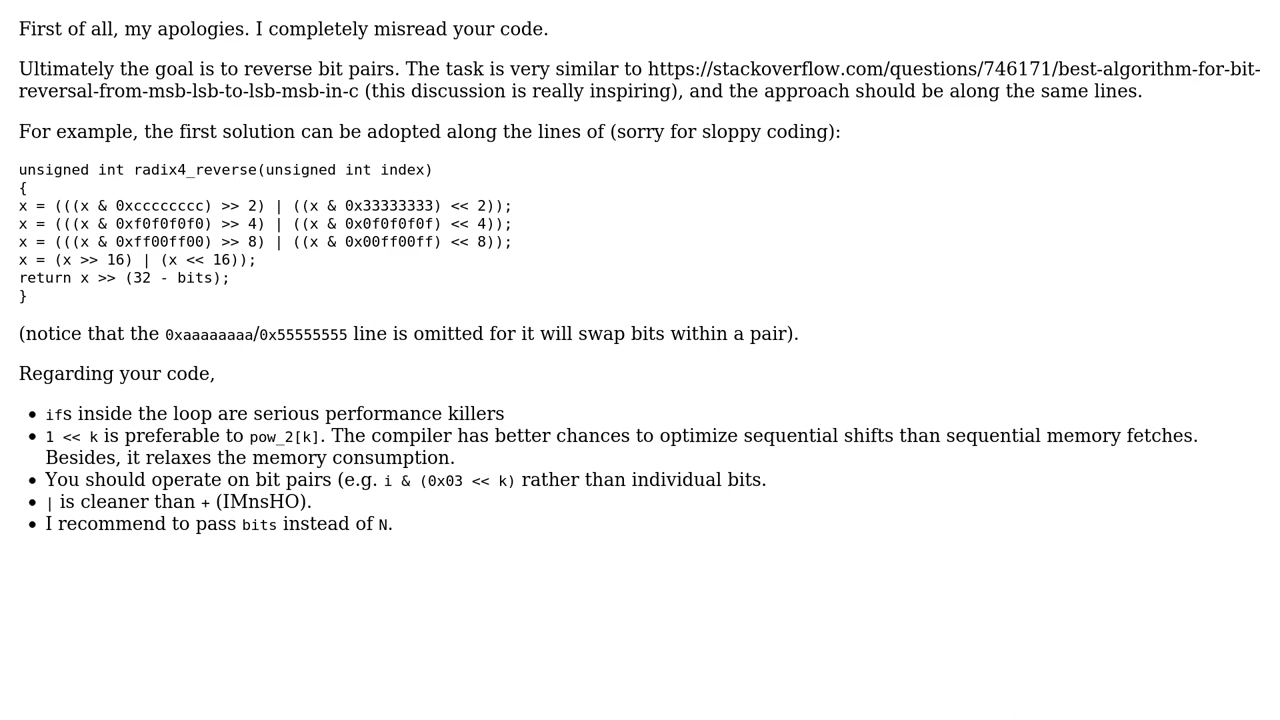 First of all, my apologies. I completely misread your code.
Ultimately the goal is to reverse bit pairs. The task is very similar to https://stackoverflow.com/questions/746171/best-algorithm-for-bit-
reversal-from-msb-lsb-to-lsb-msb-in-c (this discussion is really inspiring), and the approach should be along the same lines.
For example, the first solution can be adopted along the lines of (sorry for sloppy coding):
unsigned int radix4_reverse(unsigned int index)
{
x = (((x & 0xcccccccc) >> 2) | ((x & 0x33333333) << 2));
x = (((x & 0xf0f0f0f0) >> 4) | ((x & 0x0f0f0f0f) << 4));
x = (((x & 0xff00ff00) >> 8) | ((x & 0x00ff00ff) << 8));
x = (x >> 16) | (x << 16));
return x >> (32 - bits);
}
(notice that the 0xaaaaaaaa/0x55555555 line is omitted for it will swap bits within a pair).
Regarding your code,
• ifs inside the loop are serious performance killers
• 1 << k is preferable to pow_2[k]. The compiler has better chances to optimize sequential shifts than sequential memory fetches.
Besides, it relaxes the memory consumption.
• You should operate on bit pairs (e.g. i & (0x03 << k) rather than individual bits.
• | is cleaner than + (IMnsHO).
• I recommend to pass bits instead of N.